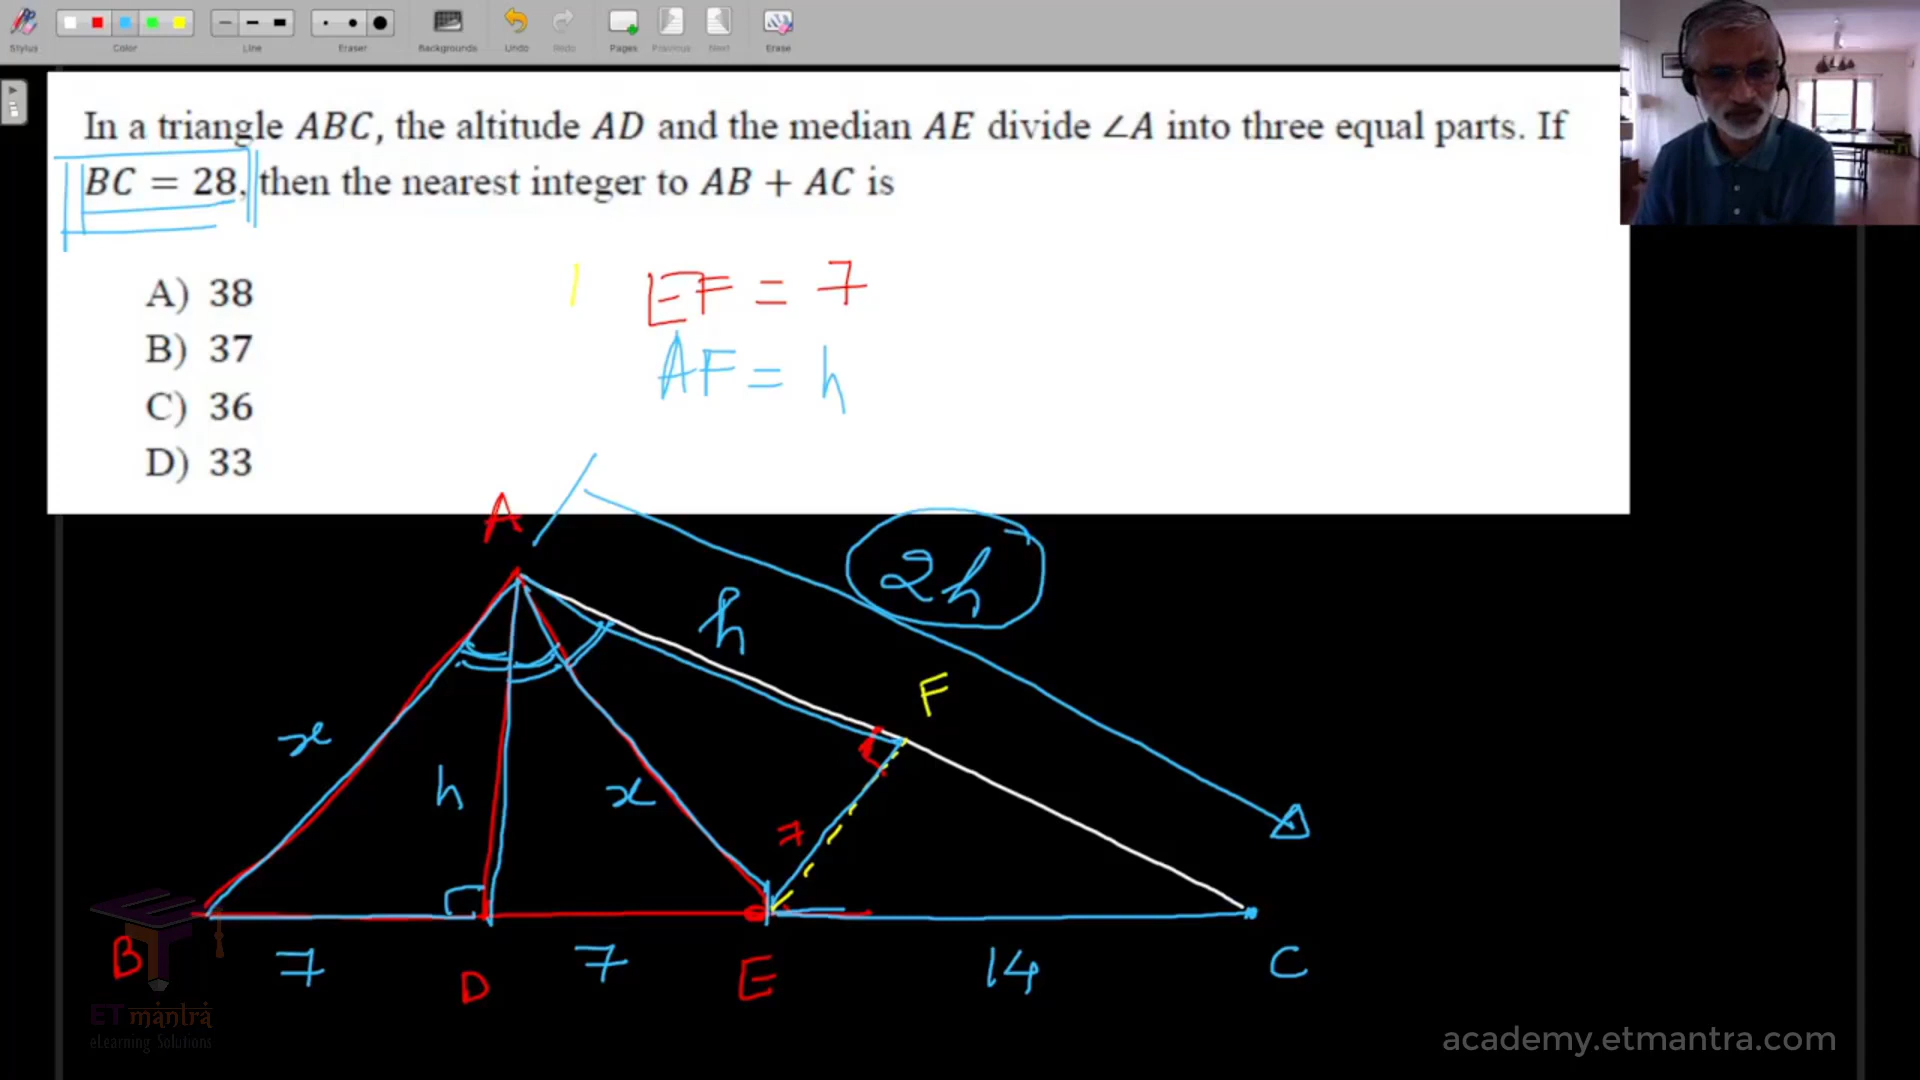 Stylus
Color
Line
Eraser
Backgrounds
Undo
Redo
Pages
Previous
Next
Erase
In a triangle ABC, the altitude AD and the median AE divide ∠A into three equal parts. If
BC = 28, then the nearest integer to AB + AC is
A) 38
B) 37
C) 36
D) 33
EF = 7
AF = h
A
2h
h
F
x
h
x
7
B
7
D
7
E
14
C
ET mantra
eLearning Solutions
academy.etmantra.com